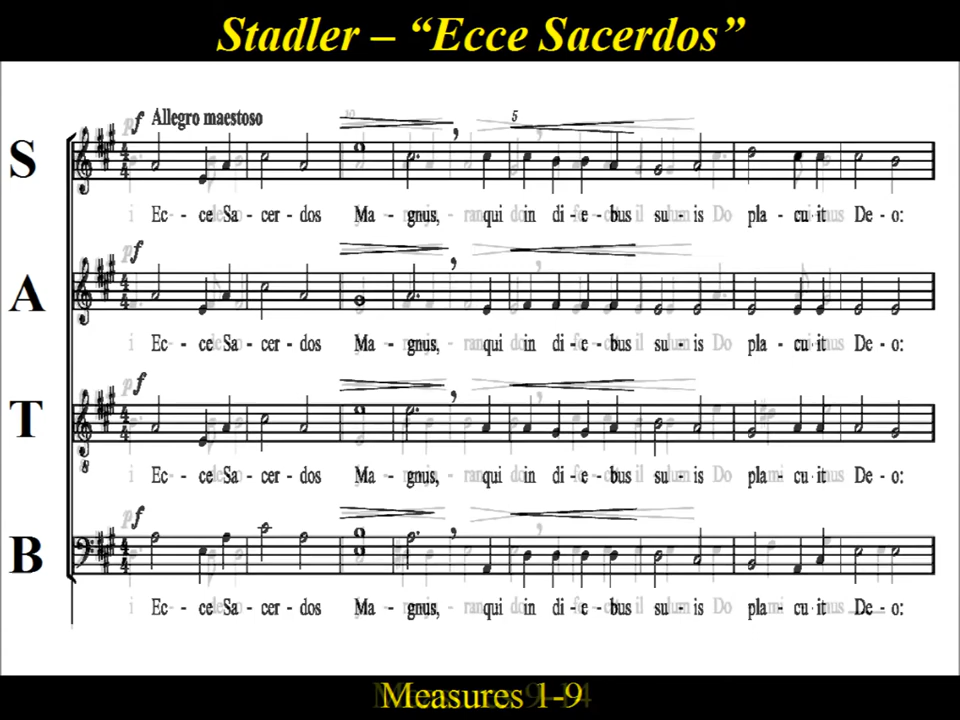 Stadler – “Ecce Sacerdos”
f Allegro maestoso 5
S
Ec - ce Sa - cer - dos Ma - gnus, qui in di - e - bus su - is pla - cu it De - o:
f
A
Ec - ce Sa - cer - dos Ma - gnus, qui in di - e - bus su - is pla - cu it De - o:
f
T
8
Ec - ce Sa - cer - dos Ma - gnus, qui in di - e - bus su - is pla - cu it De - o:
f
B
Ec - ce Sa - cer - dos Ma - gnus, qui in di - e - bus su - is pla - cu it De - o:
Measures 1-9